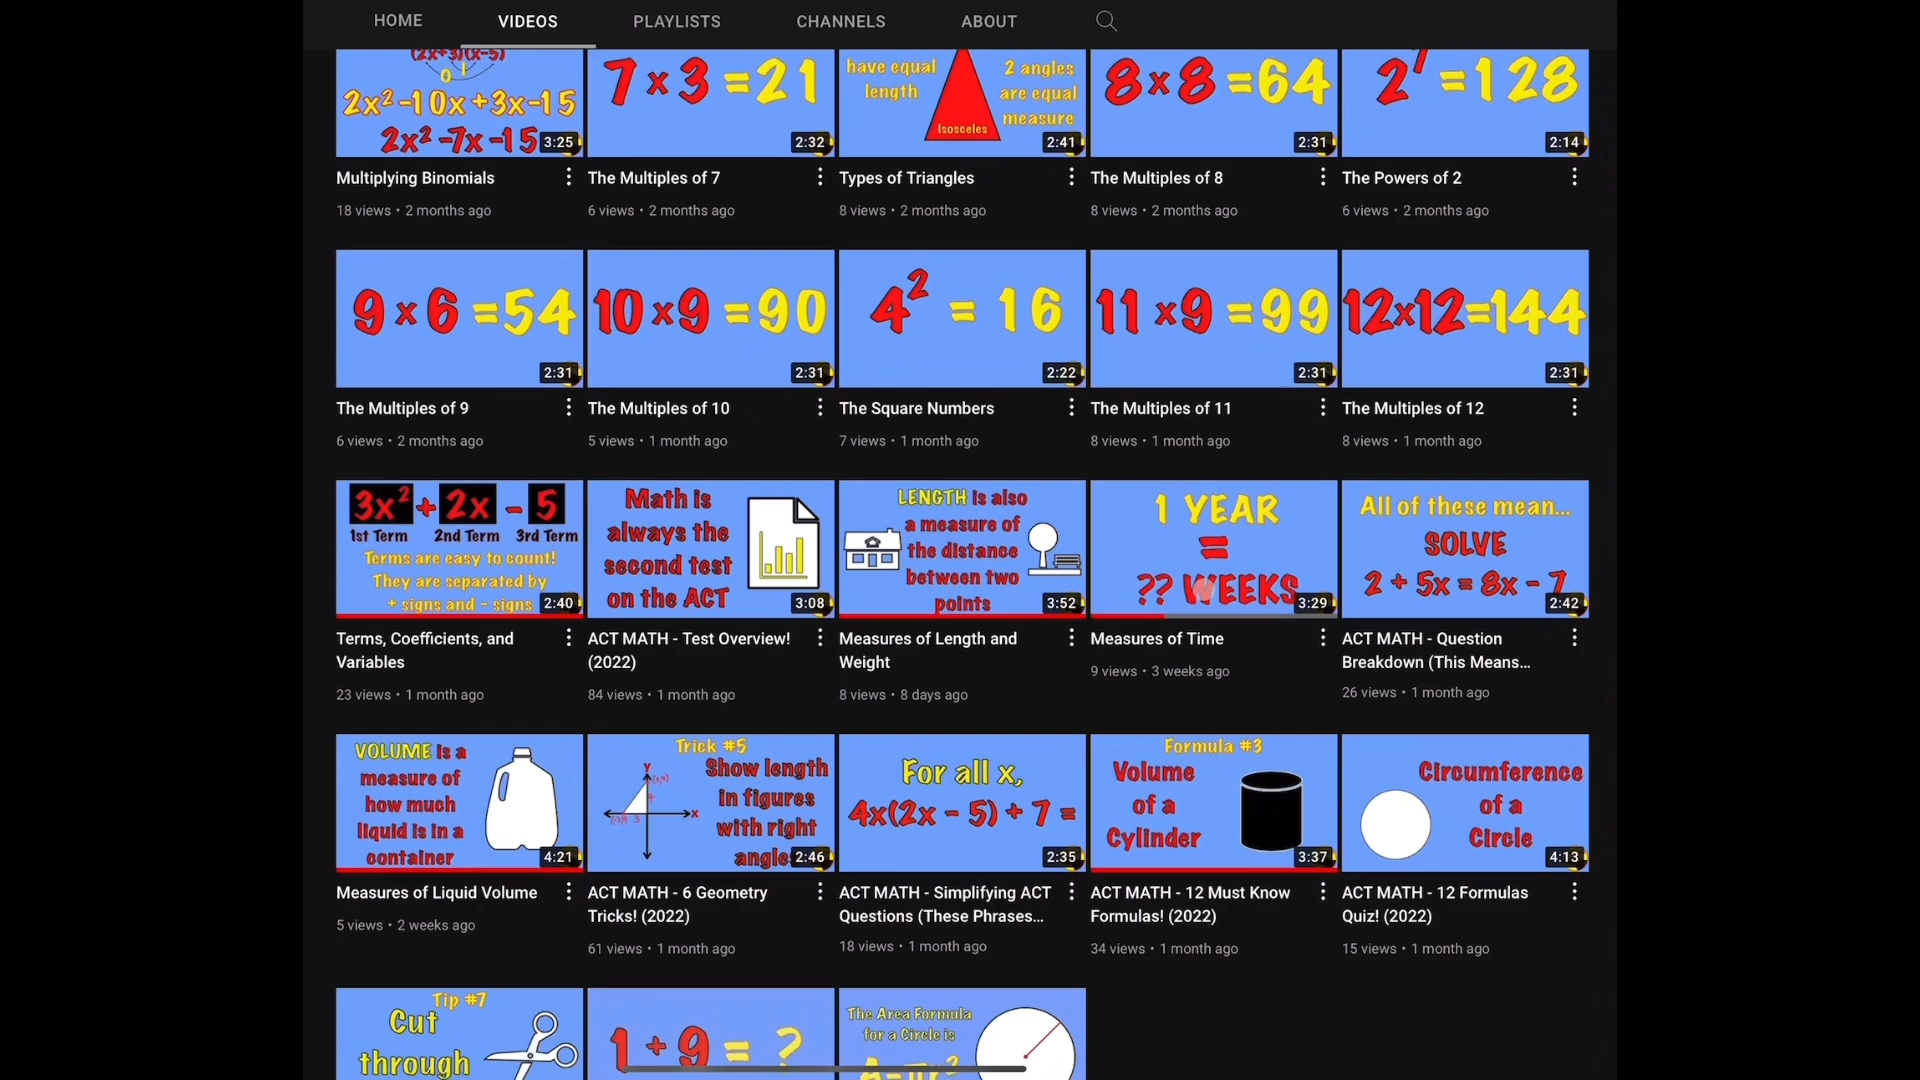 HOME VIDEOS PLAYLISTS CHANNELS ABOUT
(2x+3)(x-5)
2x²-10x+3x-15
2x²-7x-15
3:25
7×3=21
2:32
have equal
length
2 angles
are equal
measure
Isosceles
2:41
8×8=64
2:31
2⁷=128
2:14
Multiplying Binomials
18 views • 2 months ago
The Multiples of 7
6 views • 2 months ago
Types of Triangles
8 views • 2 months ago
The Multiples of 8
8 views • 2 months ago
The Powers of 2
6 views • 2 months ago
9×6=54
2:31
10×9=90
2:31
4² = 16
2:22
11×9=99
2:31
12×12=144
2:31
The Multiples of 9
6 views • 2 months ago
The Multiples of 10
5 views • 1 month ago
The Square Numbers
7 views • 1 month ago
The Multiples of 11
8 views • 1 month ago
The Multiples of 12
8 views • 1 month ago
3x² + 2x - 5
1st Term 2nd Term 3rd Term
Terms are easy to count!
They are separated by
+ signs and - signs
2:40
Math is
always the
second test
on the ACT
3:08
LENGTH is also
a measure of
the distance
between two
points
3:52
1 YEAR
=
?? WEEKS
3:29
All of these mean...
SOLVE
2 + 5x = 8x - 7
2:42
Terms, Coefficients, and
Variables
23 views • 1 month ago
ACT MATH - Test Overview!
(2022)
84 views • 1 month ago
Measures of Length and
Weight
8 views • 8 days ago
Measures of Time
9 views • 3 weeks ago
ACT MATH - Question
Breakdown (This Means...
26 views • 1 month ago
VOLUME is a
measure of
how much
liquid is in a
container
4:21
Trick #5
Show length
in figures
with right
angles
Y
X
2:46
For all x,
4x(2x - 5) + 7 =
2:35
Formula #3
Volume
of a
Cylinder
3:37
Circumference
of a
Circle
4:13
Measures of Liquid Volume
5 views • 2 weeks ago
ACT MATH - 6 Geometry
Tricks! (2022)
61 views • 1 month ago
ACT MATH - Simplifying ACT
Questions (These Phrases...
18 views • 1 month ago
ACT MATH - 12 Must Know
Formulas! (2022)
34 views • 1 month ago
ACT MATH - 12 Formulas
Quiz! (2022)
15 views • 1 month ago
Tip #7
Cut
through
1 + 9 = ?
The Area Formula
for a Circle is
A=πr²